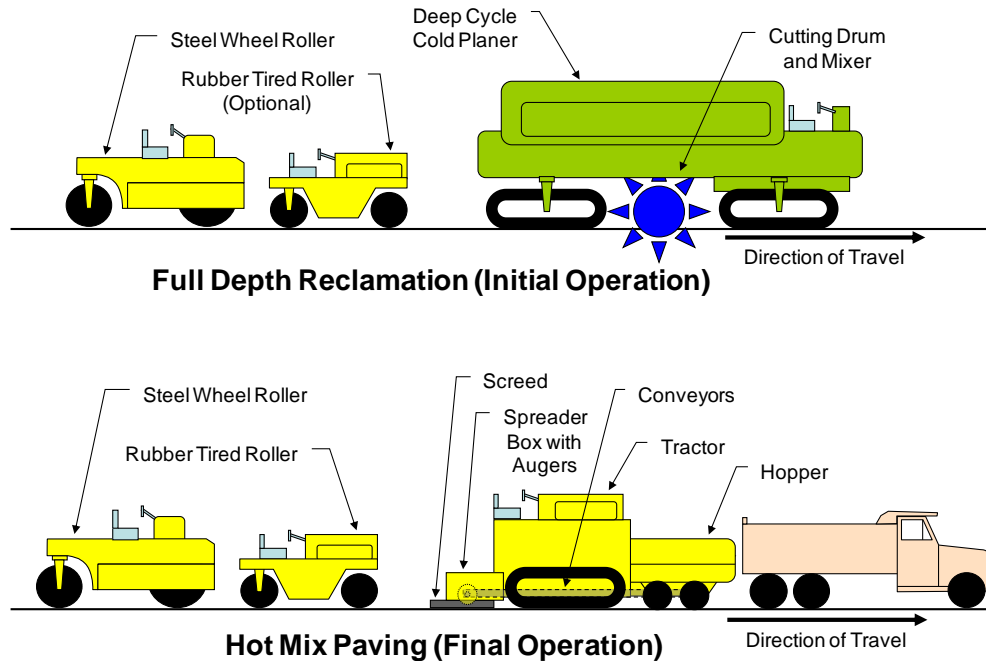 Deep Cycle
Cold Planer
Steel Wheel Roller
Cutting Drum
and Mixer
Rubber Tired Roller
(Optional)
Direction of Travel
Full Depth Reclamation (Initial Operation)
Screed
Conveyors
Steel Wheel Roller
Spreader
Box with
Augers
Tractor
Rubber Tired Roller
Hopper
Direction of Travel
Hot Mix Paving (Final Operation)